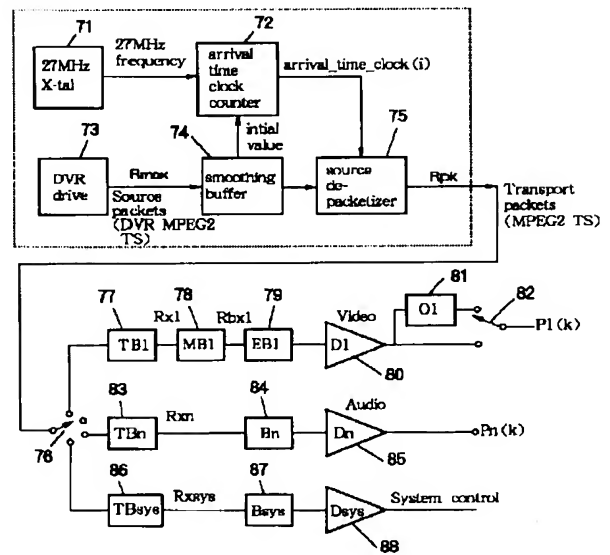 71
72
27MHz
frequency
27MHz
X-tal
arrival
time
clock
counter
arrival_time_clock(i)
73
74
intial
value
75
DVR
drive
Rmax
Source
packets
(DVR MPEG2
TS)
smoothing
buffer
source
de-
packetizer
Rpk
Transport
packets
(MPEG2 TS)
77
Rx1
78
Rbx1
79
Video
81
82
TB1
MB1
EB1
D1
O1
P1(k)
80
83
84
Audio
76
TBn
Rxn
Bn
Dn
Pn(k)
85
86
87
System control
TBsys
Rxsys
Bsys
Dsys
88